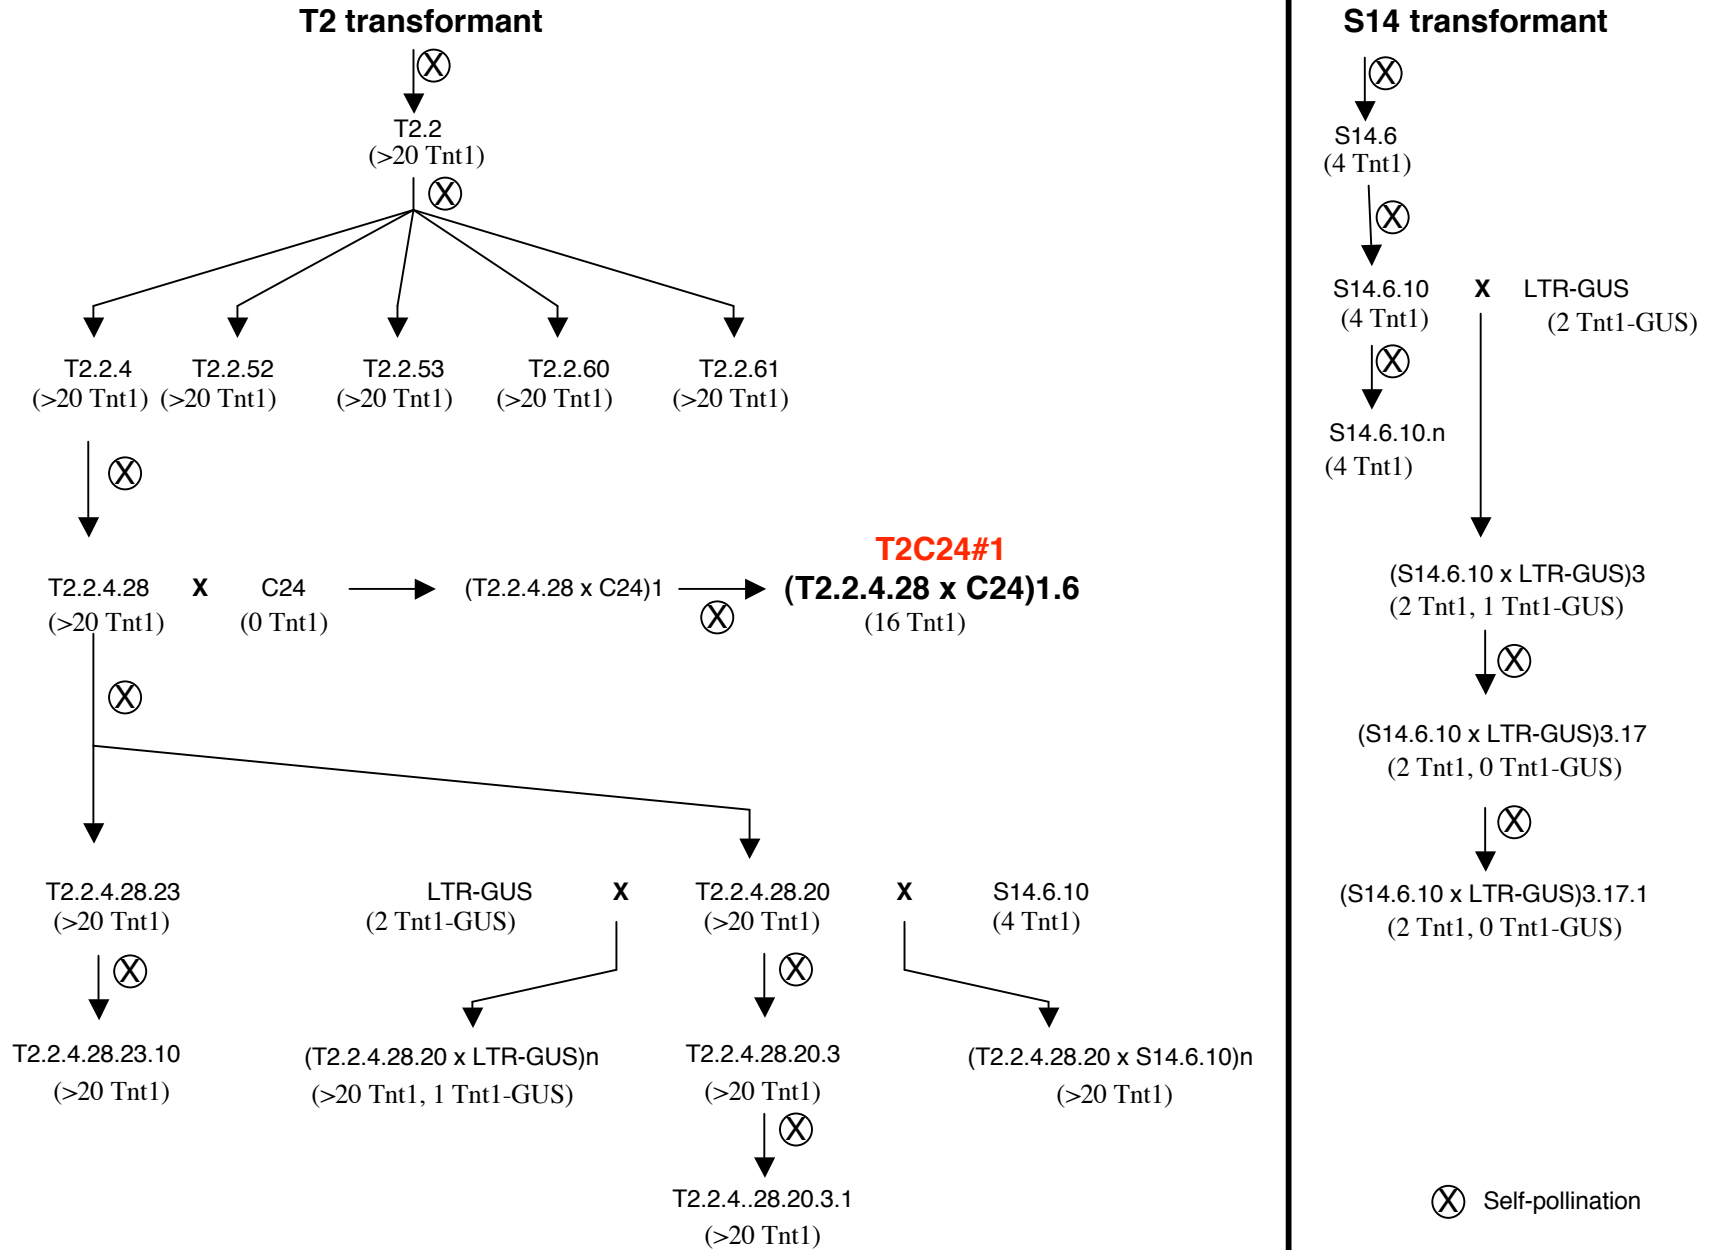 T2 transformant
X
T2.2
(>20 Tnt1)
X
T2.2.4
(>20 Tnt1)
T2.2.52
(>20 Tnt1)
T2.2.53
(>20 Tnt1)
T2.2.60
(>20 Tnt1)
T2.2.61
(>20 Tnt1)
X
T2.2.4.28
(>20 Tnt1)
X
C24
(0 Tnt1)
(T2.2.4.28 x C24)1
X
T2C24#1
(T2.2.4.28 x C24)1.6
(16 Tnt1)
X
T2.2.4.28.23
(>20 Tnt1)
LTR-GUS
(2 Tnt1-GUS)
X
T2.2.4.28.20
(>20 Tnt1)
X
S14.6.10
(4 Tnt1)
X
X
T2.2.4.28.23.10
(>20 Tnt1)
(T2.2.4.28.20 x LTR-GUS)n
(>20 Tnt1, 1 Tnt1-GUS)
T2.2.4.28.20.3
(>20 Tnt1)
(T2.2.4.28.20 x S14.6.10)n
(>20 Tnt1)
X
T2.2.4..28.20.3.1
(>20 Tnt1)
S14 transformant
X
S14.6
(4 Tnt1)
X
S14.6.10
(4 Tnt1)
X
LTR-GUS
(2 Tnt1-GUS)
X
S14.6.10.n
(4 Tnt1)
(S14.6.10 x LTR-GUS)3
(2 Tnt1, 1 Tnt1-GUS)
X
(S14.6.10 x LTR-GUS)3.17
(2 Tnt1, 0 Tnt1-GUS)
X
(S14.6.10 x LTR-GUS)3.17.1
(2 Tnt1, 0 Tnt1-GUS)
X Self-pollination